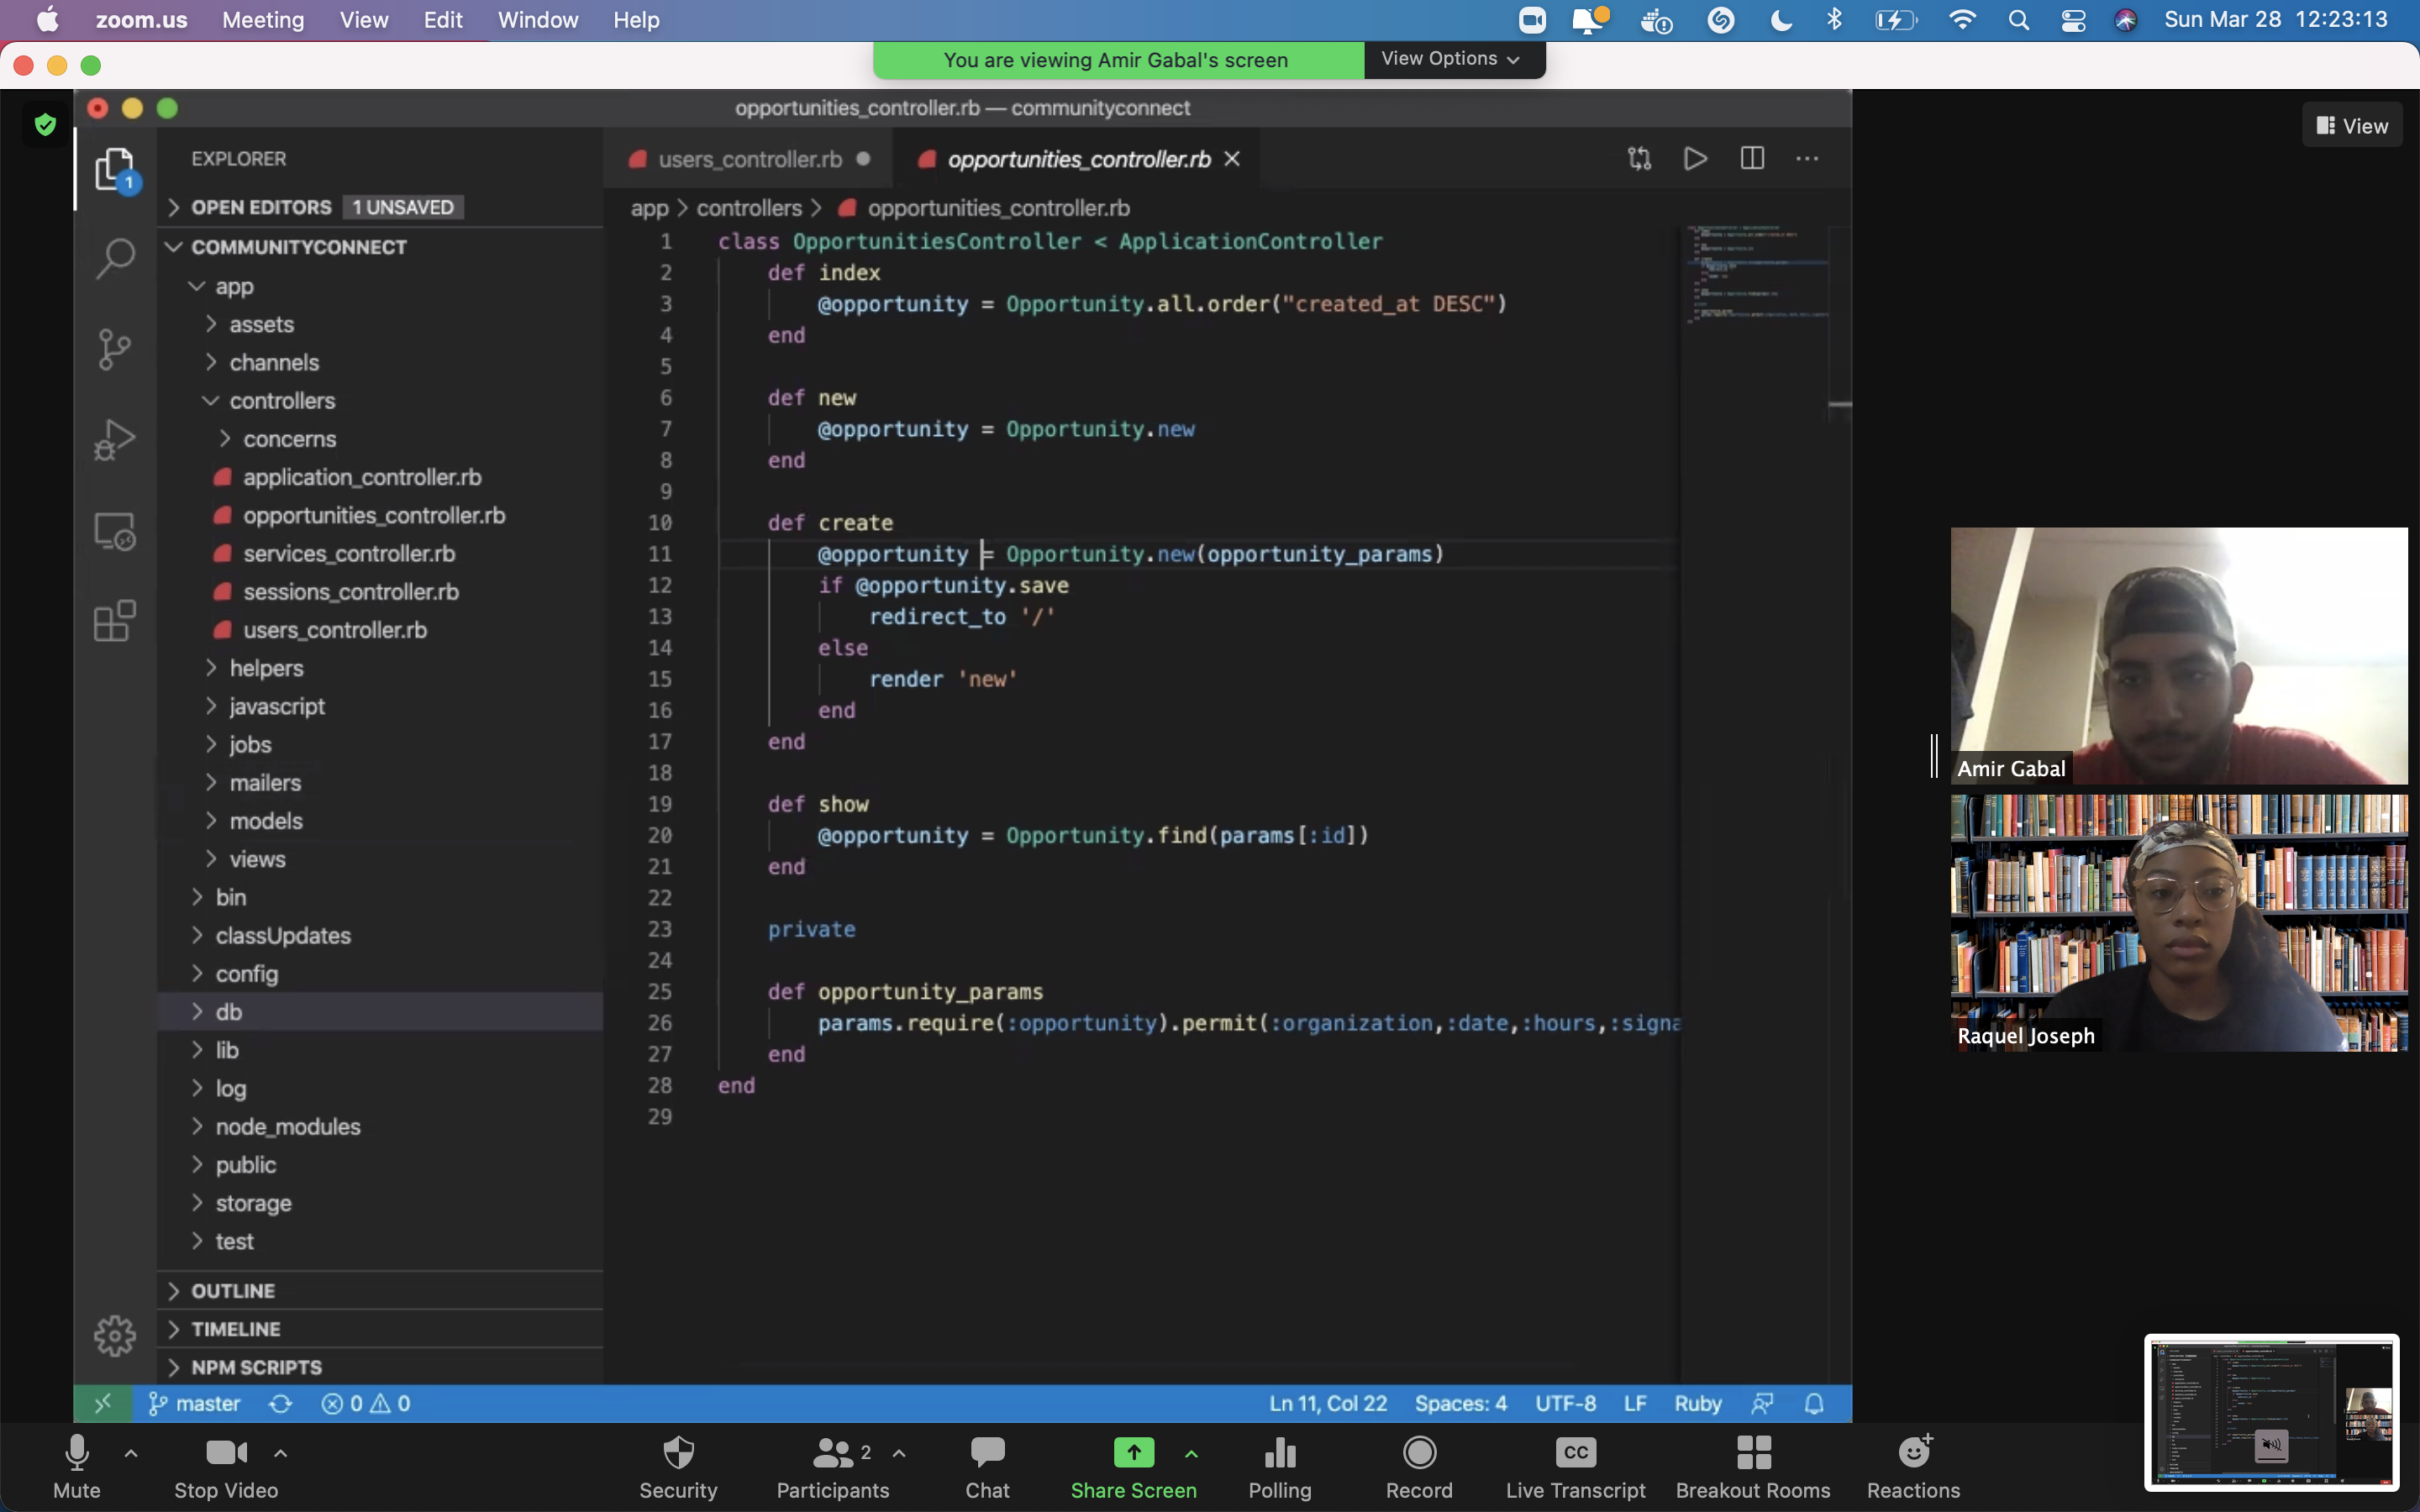 zoom.us Meeting View Edit Window Help Sun Mar 28 12:23:13
You are viewing Amir Gabal's screen View Options
opportunities_controller.rb — communityconnect
View
EXPLORER
OPEN EDITORS 1 UNSAVED
COMMUNITYCONNECT
app
assets
channels
controllers
concerns
application_controller.rb
opportunities_controller.rb
services_controller.rb
sessions_controller.rb
users_controller.rb
helpers
javascript
jobs
mailers
models
views
bin
classUpdates
config
db
lib
log
node_modules
public
storage
test
OUTLINE
TIMELINE
NPM SCRIPTS
1
users_controller.rb opportunities_controller.rb
app > controllers > opportunities_controller.rb
1 class OpportunitiesController < ApplicationController
2 def index
3 @opportunity = Opportunity.all.order("created_at DESC")
4 end
5
6 def new
7 @opportunity = Opportunity.new
8 end
9
10 def create
11 @opportunity = Opportunity.new(opportunity_params)
12 if @opportunity.save
13 redirect_to '/'
14 else
15 render 'new'
16 end
17 end
18
19 def show
20 @opportunity = Opportunity.find(params[:id])
21 end
22
23 private
24
25 def opportunity_params
26 params.require(:opportunity).permit(:organization,:date,:hours,:signa
27 end
28 end
29
master 0 0 Ln 11, Col 22 Spaces: 4 UTF-8 LF Ruby
Amir Gabal
Raquel Joseph
Mute Stop Video Security Participants 2 Chat Share Screen Polling Record CC Live Transcript Breakout Rooms Reactions